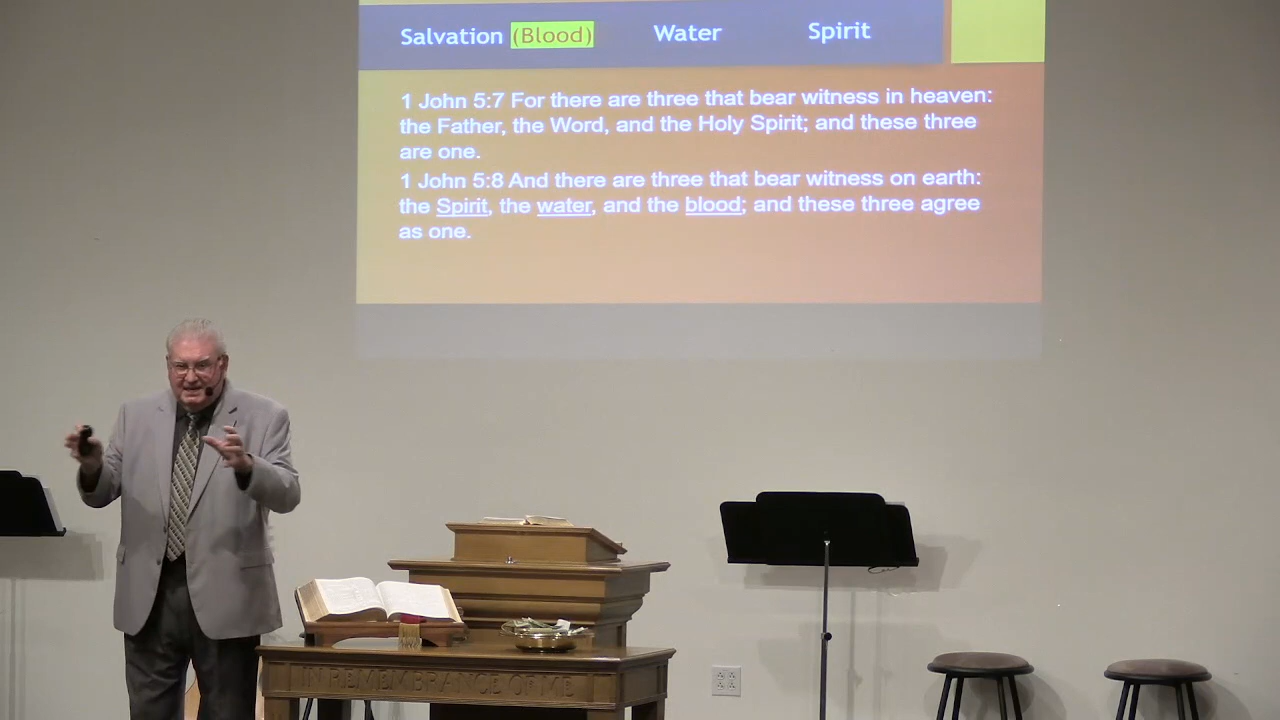 Salvation (Blood) Water Spirit
1 John 5:7 For there are three that bear witness in heaven:
the Father, the Word, and the Holy Spirit; and these three
are one.
1 John 5:8 And there are three that bear witness on earth:
the Spirit, the water, and the blood; and these three agree
as one.
IN REMEMBRANCE OF ME